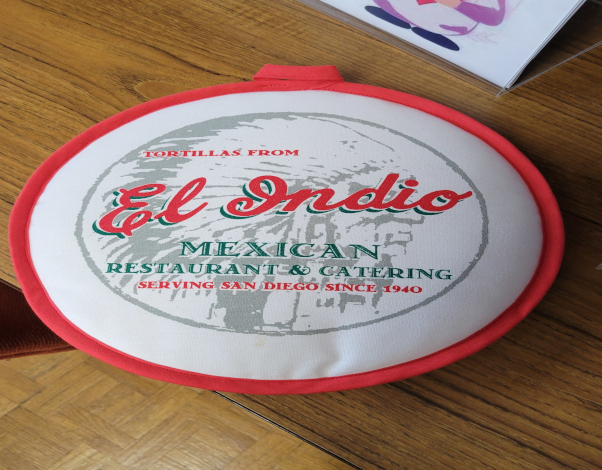 TORTILLAS FROM
El Indio
MEXICAN
RESTAURANT & CATERING
SERVING SAN DIEGO SINCE 1940